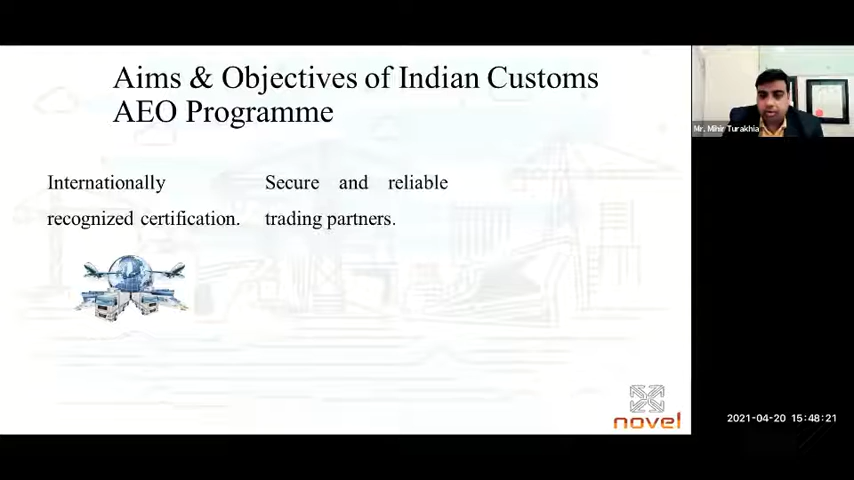 Aims & Objectives of Indian Customs
AEO Programme
Internationally
recognized certification.
Secure and reliable
trading partners.
novel
Mr. Mihir Turakhia
2021-04-20 15:48:21